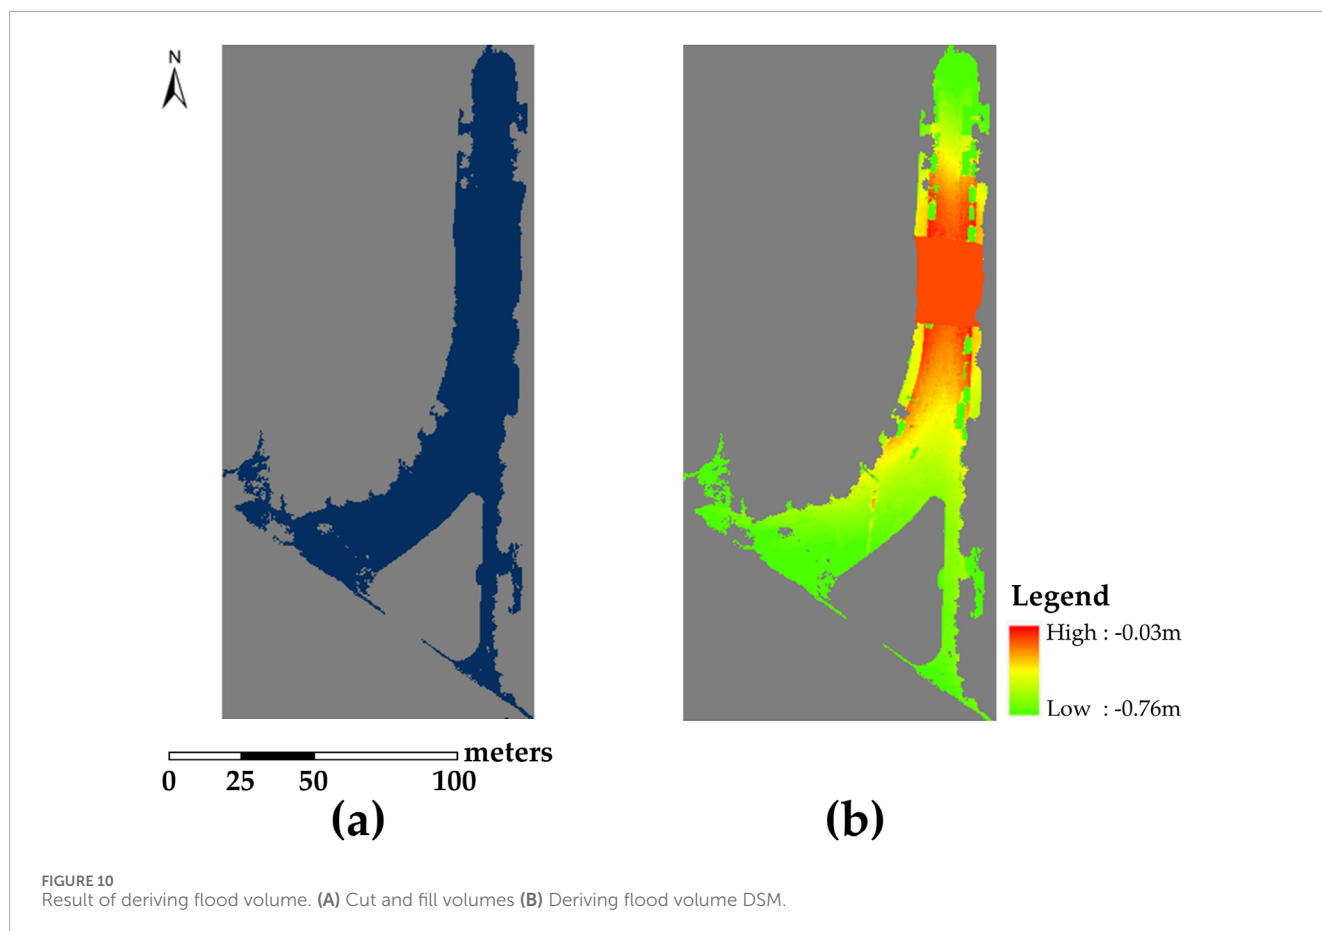 N
Legend
High : -0.03m
Low : -0.76m
meters
0 25 50 100
(a) (b)
FIGURE 10
Result of deriving flood volume. (A) Cut and fill volumes (B) Deriving flood volume DSM.